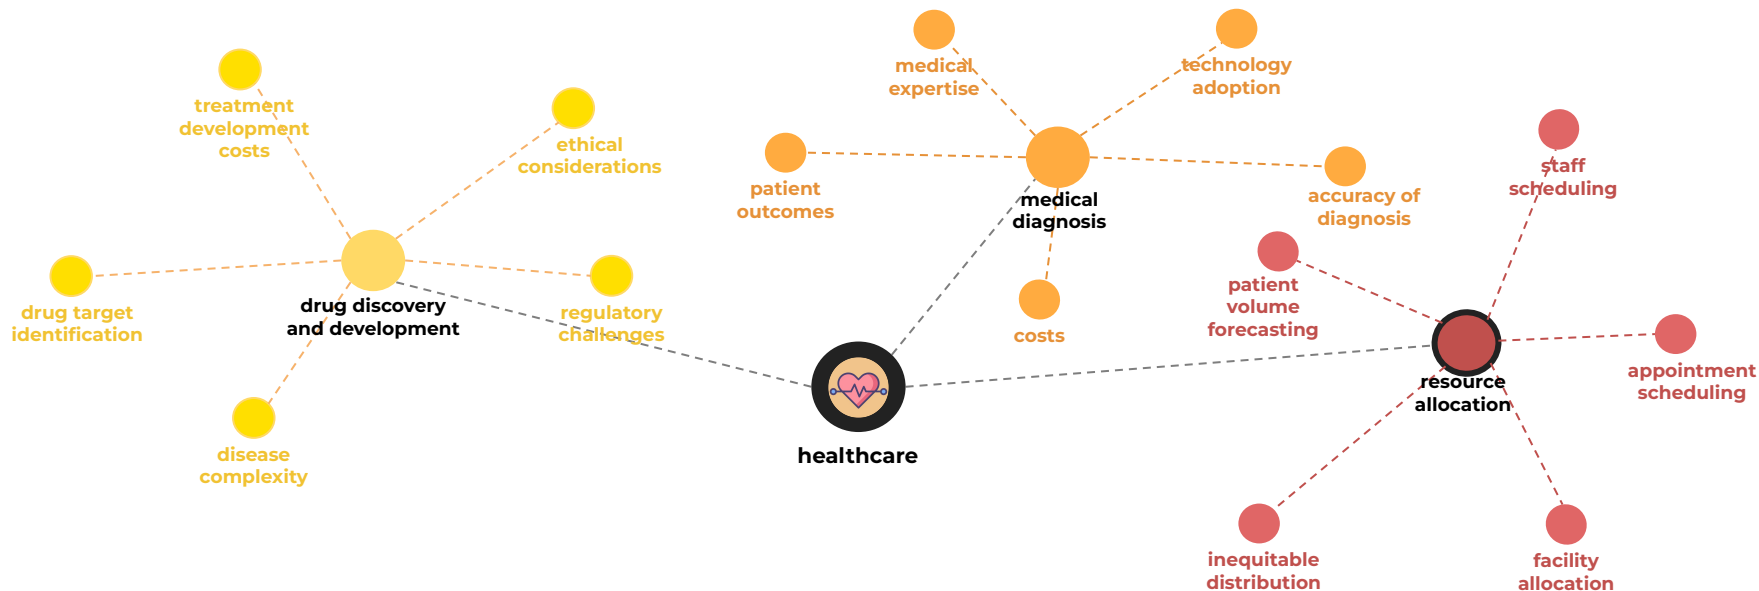 treatment
development
costs
ethical
considerations
drug target
identification
drug discovery
and development
regulatory
challenges
disease
complexity
medical
expertise
technology
adoption
patient
outcomes
medical
diagnosis
accuracy of
diagnosis
costs
healthcare
staff
scheduling
patient
volume
forecasting
resource
allocation
appointment
scheduling
inequitable
distribution
facility
allocation